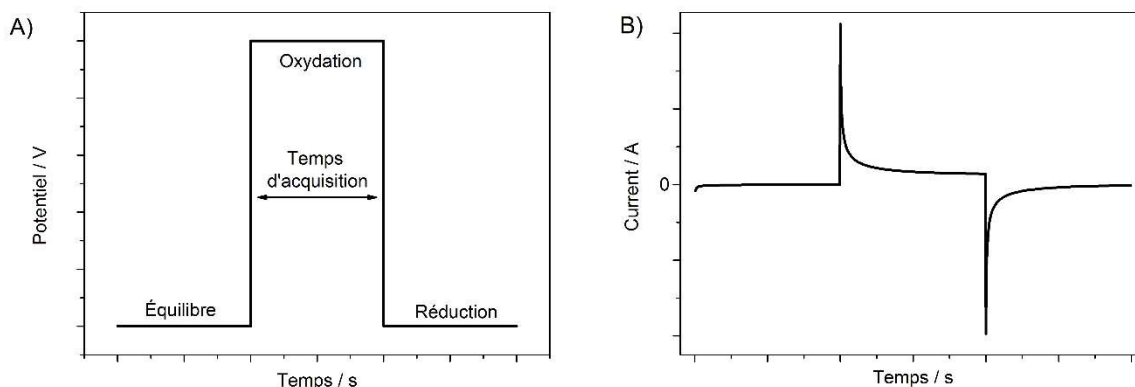 A)
Potentiel / V
Oxydation
Temps
d'acquisition
Équilibre
Réduction
Temps / s
B)
Current / A
0
Temps / s